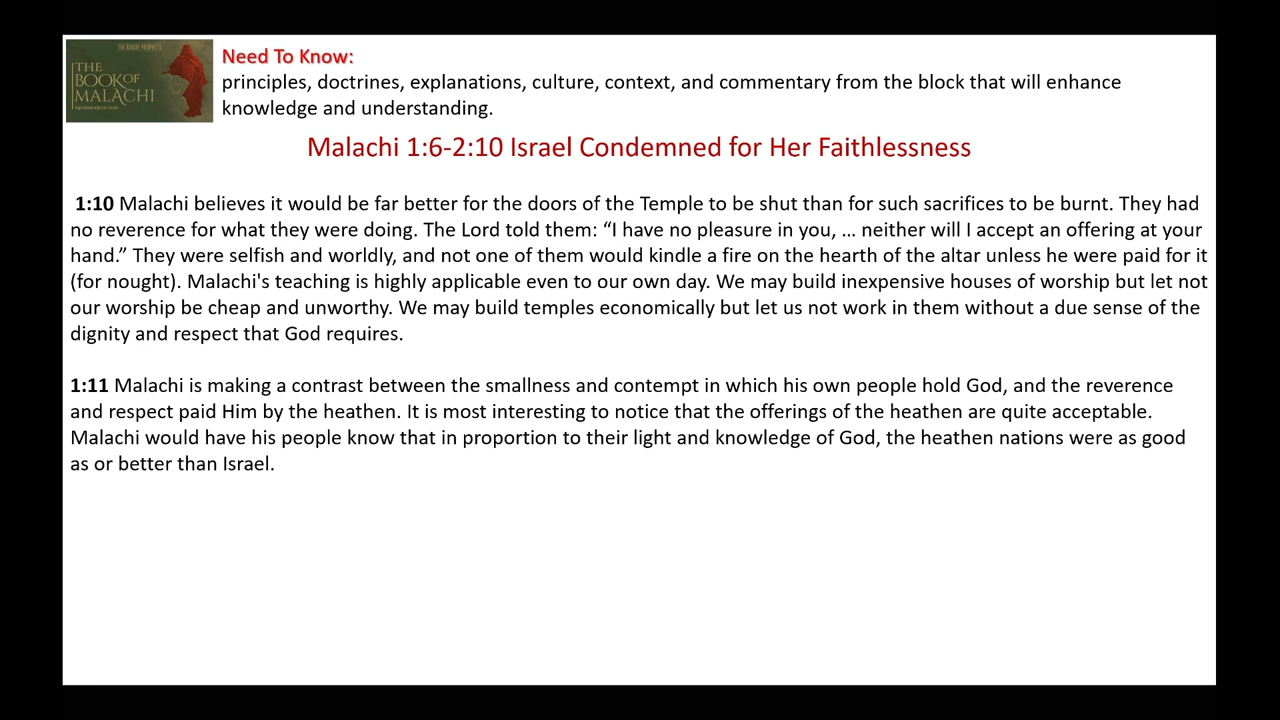 THE MINOR PROPHETS
THE
BOOK OF
MALACHI
Need To Know:
principles, doctrines, explanations, culture, context, and commentary from the block that will enhance
knowledge and understanding.
Malachi 1:6-2:10 Israel Condemned for Her Faithlessness
1:10 Malachi believes it would be far better for the doors of the Temple to be shut than for such sacrifices to be burnt. They had
no reverence for what they were doing. The Lord told them: “I have no pleasure in you, … neither will I accept an offering at your
hand.” They were selfish and worldly, and not one of them would kindle a fire on the hearth of the altar unless he were paid for it
(for nought). Malachi's teaching is highly applicable even to our own day. We may build inexpensive houses of worship but let not
our worship be cheap and unworthy. We may build temples economically but let us not work in them without a due sense of the
dignity and respect that God requires.
1:11 Malachi is making a contrast between the smallness and contempt in which his own people hold God, and the reverence
and respect paid Him by the heathen. It is most interesting to notice that the offerings of the heathen are quite acceptable.
Malachi would have his people know that in proportion to their light and knowledge of God, the heathen nations were as good
as or better than Israel.